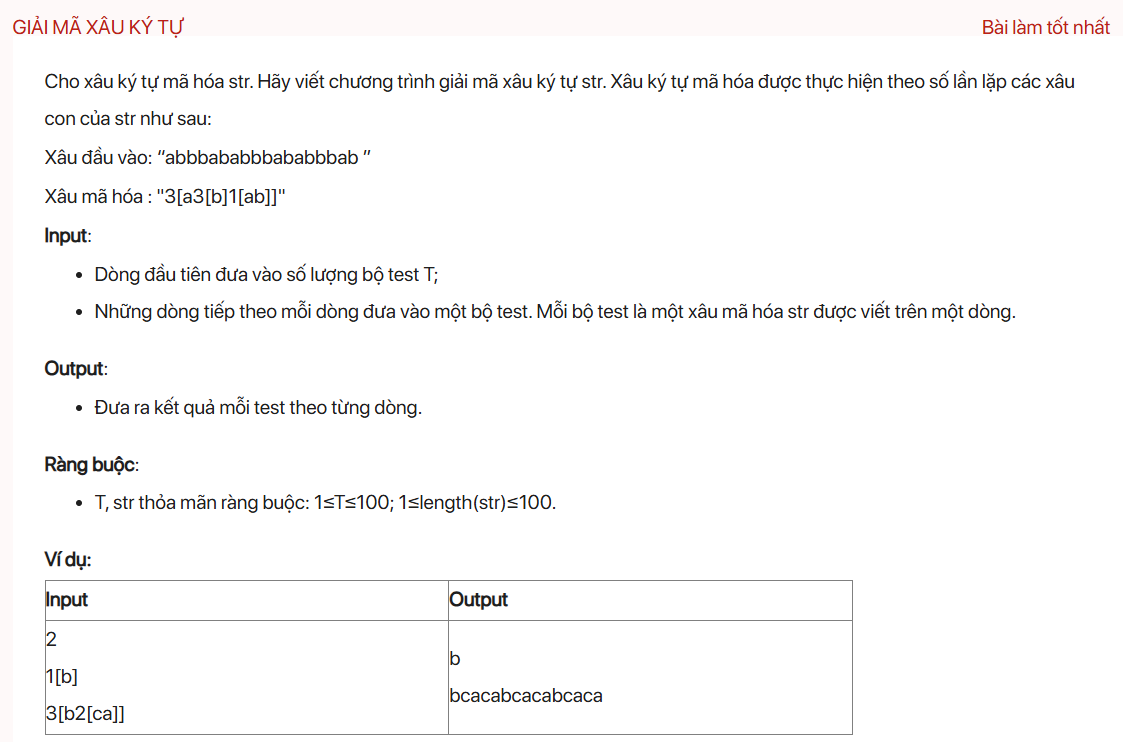 GIẢI MÃ XÂU KÝ TỰ
Bài làm tốt nhất
Cho xâu ký tự mã hóa str. Hãy viết chương trình giải mã xâu ký tự str. Xâu ký tự mã hóa được thực hiện theo số lần lặp các xâu
con của str như sau:
Xâu đầu vào: “abbbababbbababbbab ”
Xâu mã hóa : "3[a3[b]1[ab]]"
Input:
• Dòng đầu tiên đưa vào số lượng bộ test T;
• Những dòng tiếp theo mỗi dòng đưa vào một bộ test. Mỗi bộ test là một xâu mã hóa str được viết trên một dòng.
Output:
• Đưa ra kết quả mỗi test theo từng dòng.
Ràng buộc:
• T, str thỏa mãn ràng buộc: 1≤T≤100; 1≤length(str)≤100.
Ví dụ:
Input
Output
2
1[b]
3[b2[ca]]
b
bcacabcacabcaca